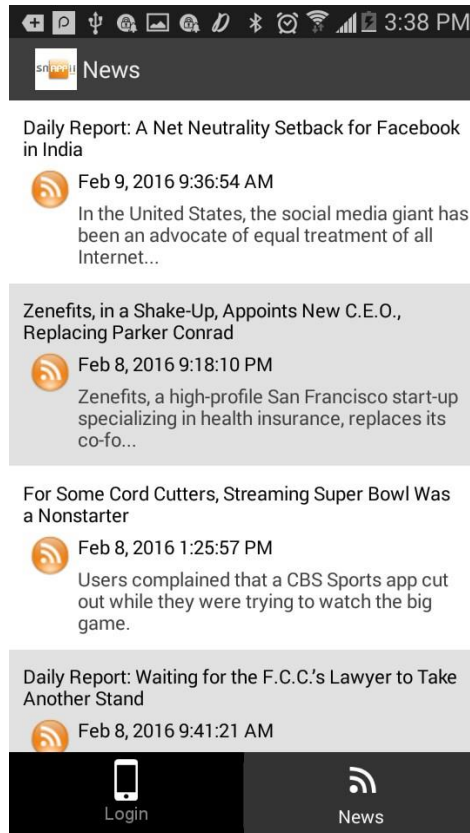 3:38 PM
snappii News
Daily Report: A Net Neutrality Setback for Facebook
in India
Feb 9, 2016 9:36:54 AM
In the United States, the social media giant has
been an advocate of equal treatment of all
Internet...
Zenefits, in a Shake-Up, Appoints New C.E.O.,
Replacing Parker Conrad
Feb 8, 2016 9:18:10 PM
Zenefits, a high-profile San Francisco start-up
specializing in health insurance, replaces its
co-fo...
For Some Cord Cutters, Streaming Super Bowl Was
a Nonstarter
Feb 8, 2016 1:25:57 PM
Users complained that a CBS Sports app cut
out while they were trying to watch the big
game.
Daily Report: Waiting for the F.C.C.'s Lawyer to Take
Another Stand
Feb 8, 2016 9:41:21 AM
Login
News